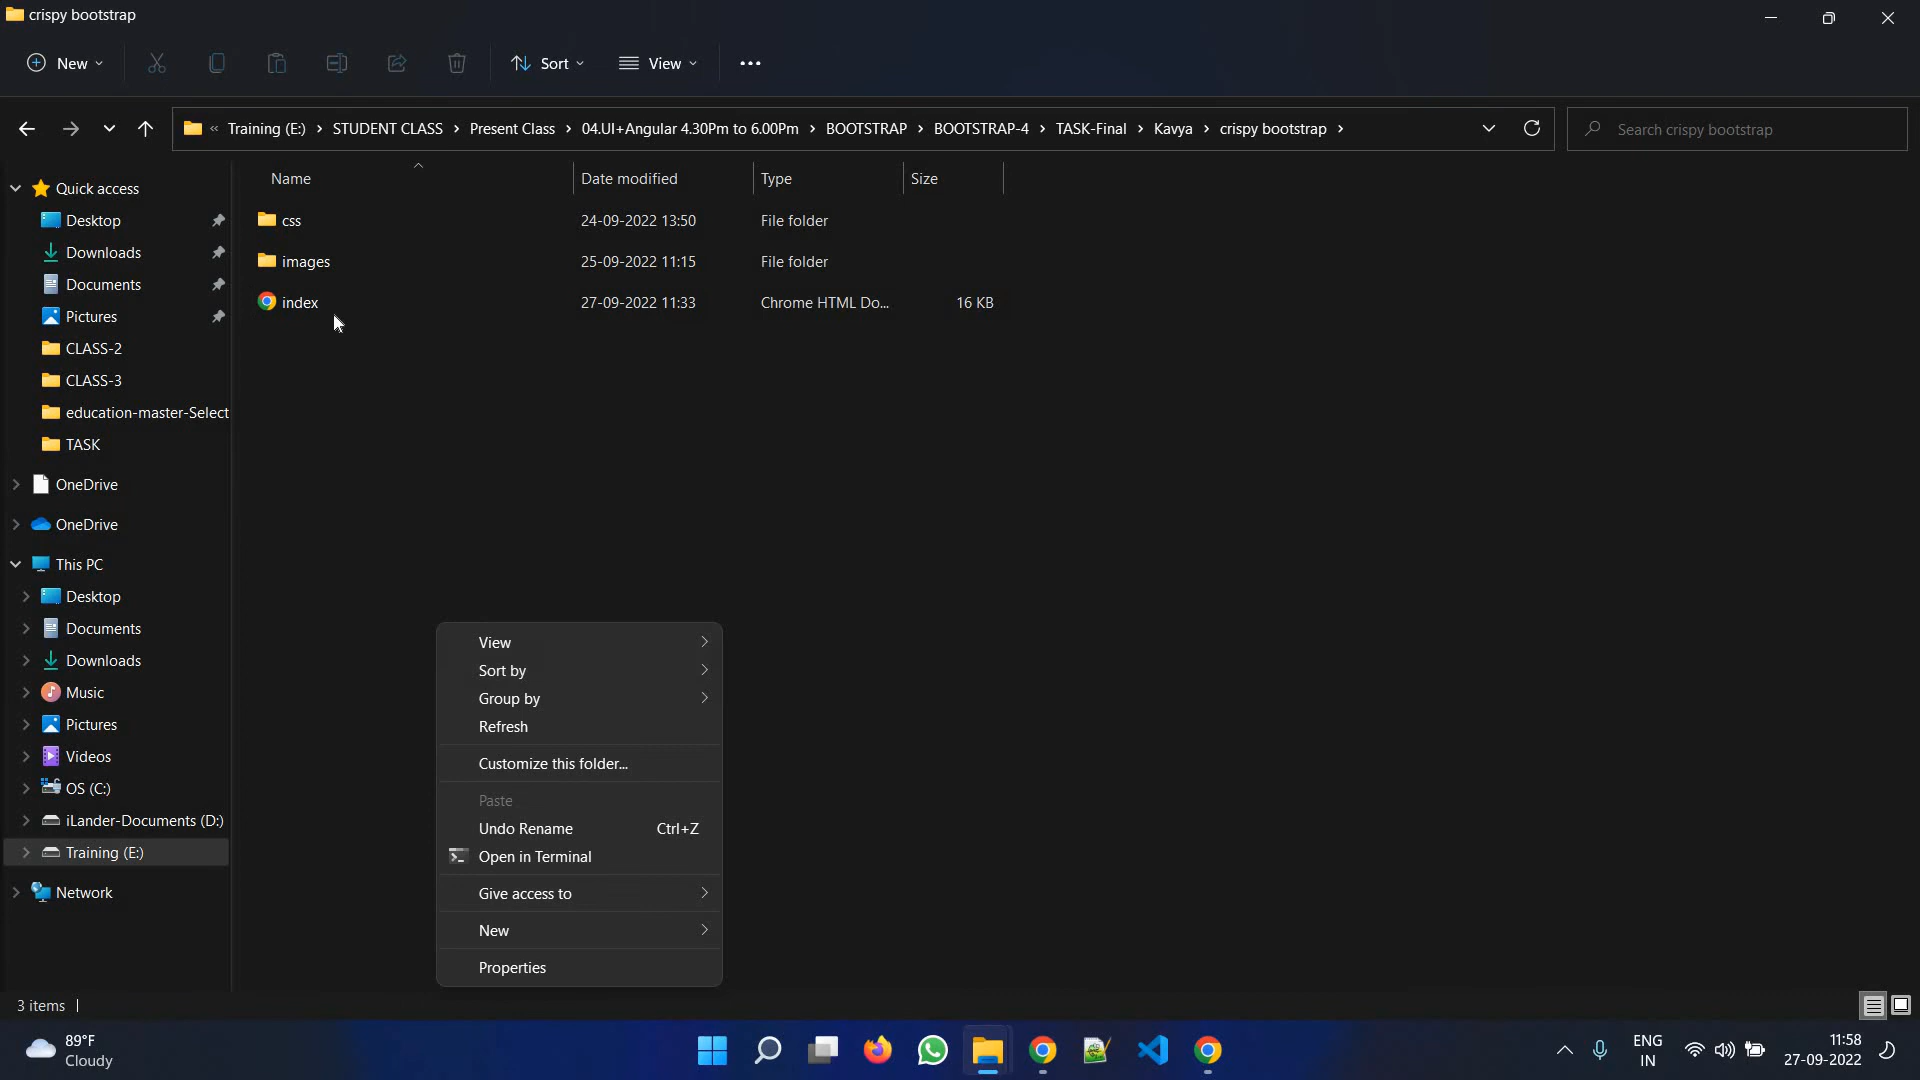 crispy bootstrap
New
Sort
View
Training (E:) › STUDENT CLASS › Present Class › 04.UI+Angular 4.30Pm to 6.00Pm › BOOTSTRAP › BOOTSTRAP-4 › TASK-Final › Kavya › crispy bootstrap ›
Search crispy bootstrap
Name Date modified Type Size
css 24-09-2022 13:50 File folder
images 25-09-2022 11:15 File folder
index 27-09-2022 11:33 Chrome HTML Do... 16 KB
Quick access
Desktop
Downloads
Documents
Pictures
CLASS-2
CLASS-3
education-master-Select
TASK
OneDrive
OneDrive
This PC
Desktop
Documents
Downloads
Music
Pictures
Videos
OS (C:)
iLander-Documents (D:)
Training (E:)
Network
View
Sort by
Group by
Refresh
Customize this folder...
Paste
Undo Rename Ctrl+Z
Open in Terminal
Give access to
New
Properties
3 items
89°F
Cloudy
ENG
IN
11:58
27-09-2022